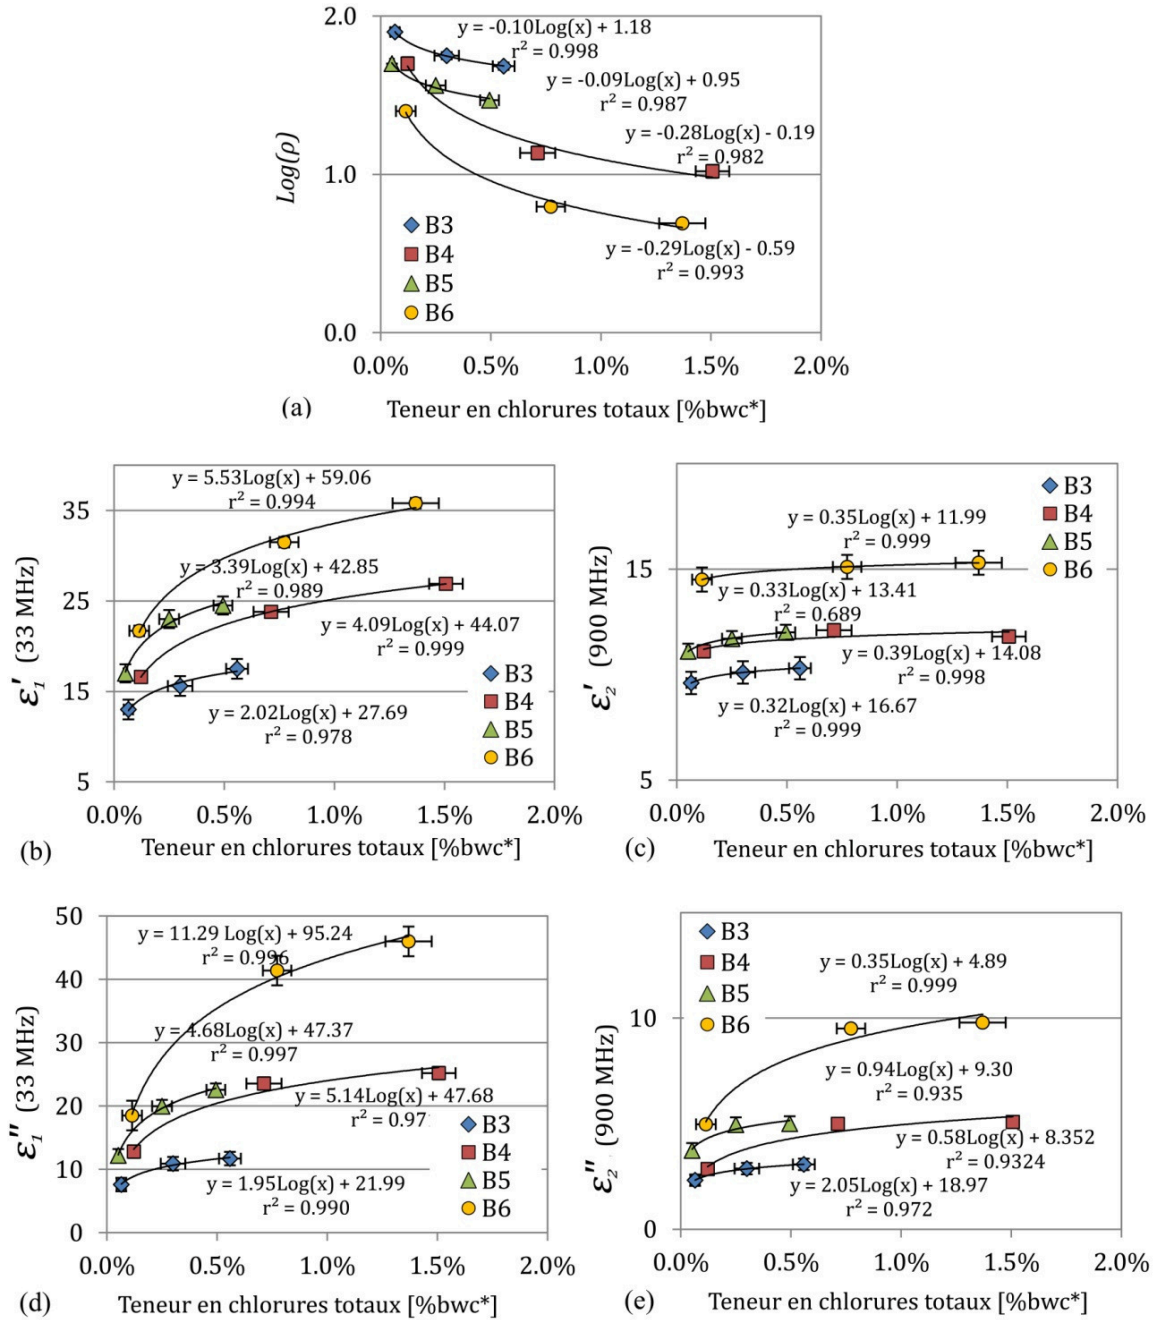 2.0
1.0
0.0
Log(ρ)
y = -0.10Log(x) + 1.18
r² = 0.998
y = -0.09Log(x) + 0.95
r² = 0.987
y = -0.28Log(x) - 0.19
r² = 0.982
y = -0.29Log(x) - 0.59
r² = 0.993
B3
B4
B5
B6
0.0% 0.5% 1.0% 1.5% 2.0%
(a) Teneur en chlorures totaux [%bwc*]
35
25
15
5
ε₁' (33 MHz)
y = 5.53Log(x) + 59.06
r² = 0.994
y = 3.39Log(x) + 42.85
r² = 0.989
y = 4.09Log(x) + 44.07
r² = 0.999
y = 2.02Log(x) + 27.69
r² = 0.978
B3
B4
B5
B6
0.0% 0.5% 1.0% 1.5% 2.0%
(b) Teneur en chlorures totaux [%bwc*]
15
5
ε₂' (900 MHz)
B3
B4
B5
B6
y = 0.35Log(x) + 11.99
r² = 0.999
y = 0.33Log(x) + 13.41
r² = 0.689
y = 0.39Log(x) + 14.08
r² = 0.998
y = 0.32Log(x) + 16.67
r² = 0.999
0.0% 0.5% 1.0% 1.5% 2.0%
(c) Teneur en chlorures totaux [%bwc*]
50
40
30
20
10
0
ε₁'' (33 MHz)
y = 11.29 Log(x) + 95.24
r² = 0.996
y = 4.68Log(x) + 47.37
r² = 0.997
y = 5.14Log(x) + 47.68
r² = 0.97
y = 1.95Log(x) + 21.99
r² = 0.990
B3
B4
B5
B6
0.0% 0.5% 1.0% 1.5% 2.0%
(d) Teneur en chlorures totaux [%bwc*]
10
0
ε₂'' (900 MHz)
B3
B4
B5
B6
y = 0.35Log(x) + 4.89
r² = 0.999
y = 0.94Log(x) + 9.30
r² = 0.935
y = 0.58Log(x) + 8.352
r² = 0.9324
y = 2.05Log(x) + 18.97
r² = 0.972
0.0% 0.5% 1.0% 1.5% 2.0%
(e) Teneur en chlorures totaux [%bwc*]